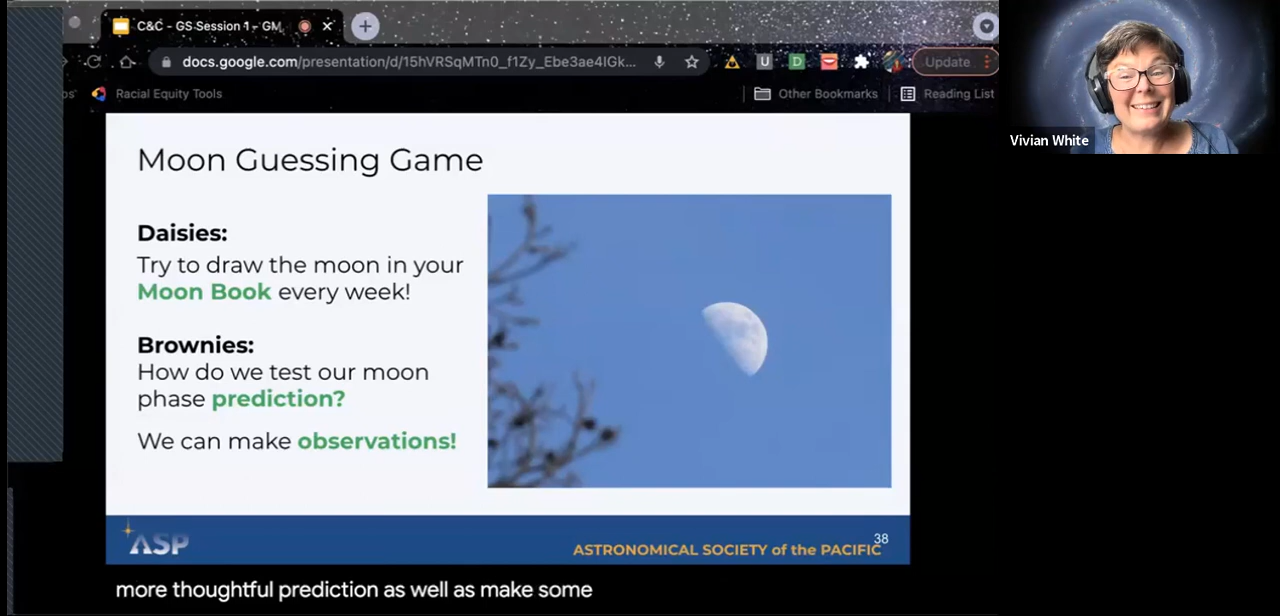 C&C - GS Session 1 - GM
docs.google.com/presentation/d/15hVRSqMTn0_f1Zy_Ebe3ae4IGk...
U
D
Update
Racial Equity Tools
Other Bookmarks
Reading List
Vivian White
Moon Guessing Game
Daisies:
Try to draw the moon in your
Moon Book every week!
Brownies:
How do we test our moon
phase prediction?
We can make observations!
ASP
ASTRONOMICAL SOCIETY of the PACIFIC
38
more thoughtful prediction as well as make some